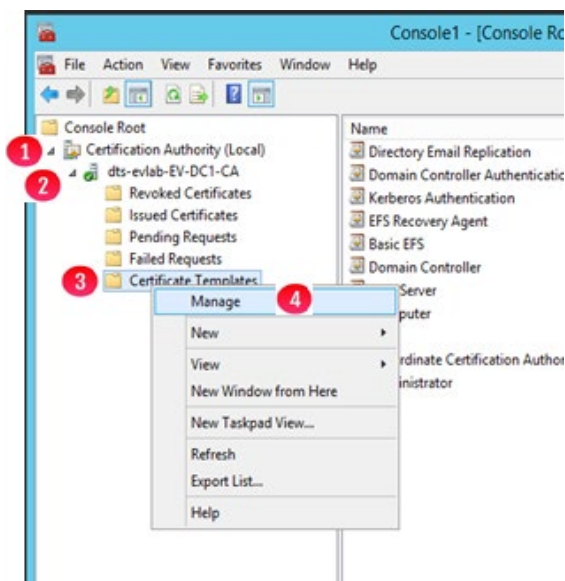 Console1 - [Console Ro
File Action View Favorites Window Help
Console Root
Name
1
Certification Authority (Local)
Directory Email Replication
2
dts-evlab-EV-DC1-CA
Domain Controller Authenticatio
Revoked Certificates
Kerberos Authentication
Issued Certificates
EFS Recovery Agent
Pending Requests
Basic EFS
Failed Requests
Domain Controller
3
Certificate Templates
Server
Manage
4
puter
New
View
rdinate Certification Author
New Window from Here
inistrator
New Taskpad View...
Refresh
Export List...
Help